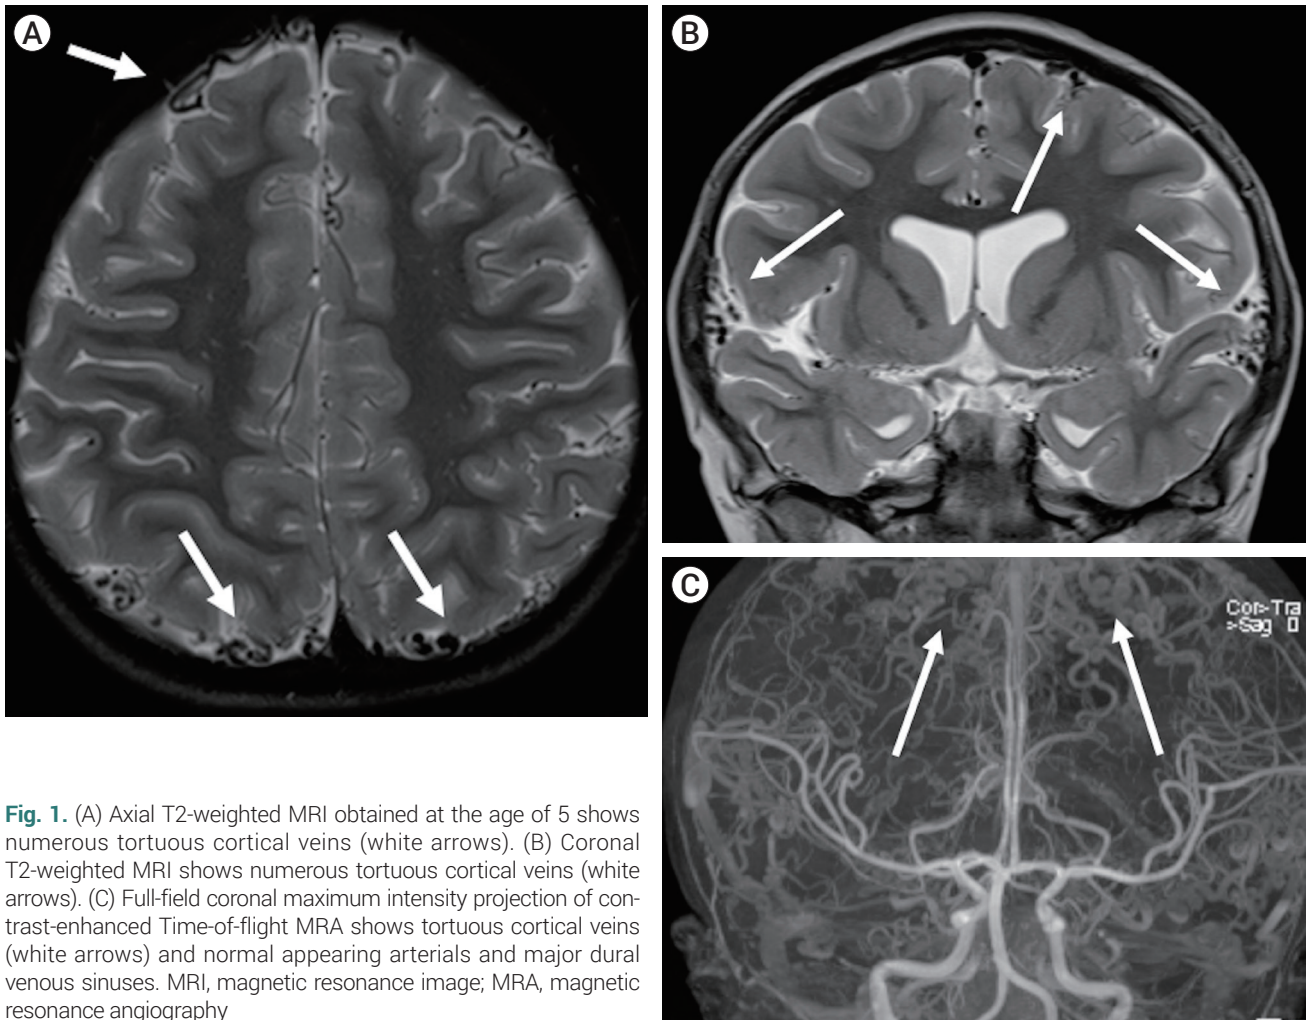 A
B
C
Cor>Tra
>Sag 0
Fig. 1. (A) Axial T2-weighted MRI obtained at the age of 5 shows
numerous tortuous cortical veins (white arrows). (B) Coronal
T2-weighted MRI shows numerous tortuous cortical veins (white
arrows). (C) Full-field coronal maximum intensity projection of con-
trast-enhanced Time-of-flight MRA shows tortuous cortical veins
(white arrows) and normal appearing arterials and major dural
venous sinuses. MRI, magnetic resonance image; MRA, magnetic
resonance angiography